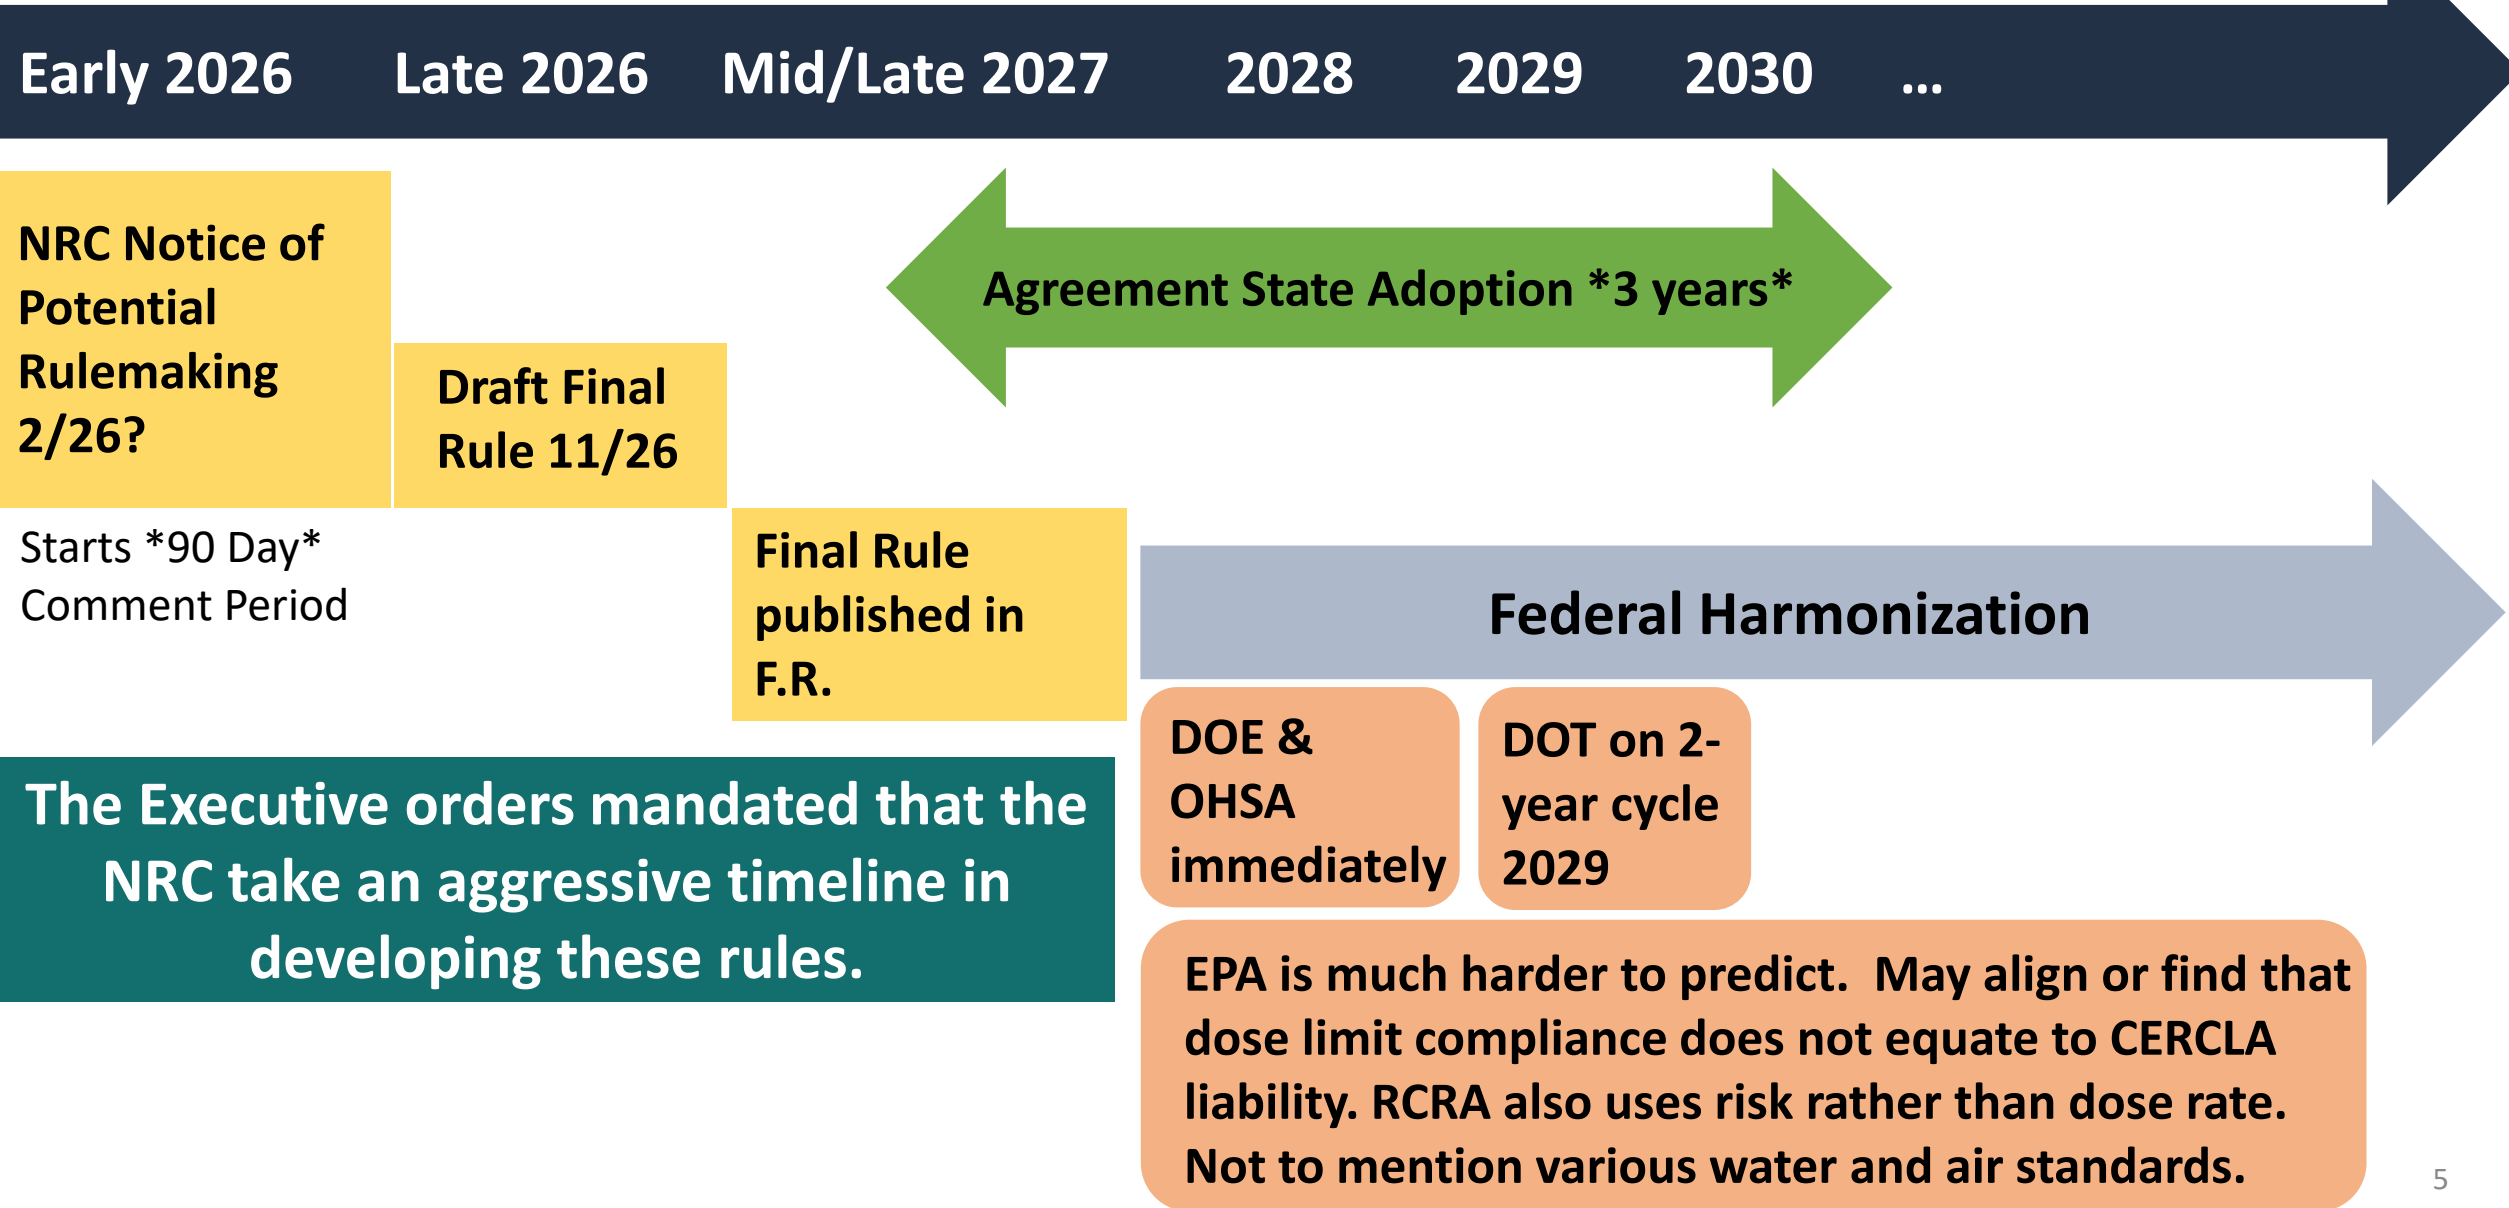 Early 2026 Late 2026 Mid/Late 2027 2028 2029 2030 ...
NRC Notice of
Potential
Rulemaking
2/26?
Starts *90 Day*
Comment Period
Draft Final
Rule 11/26
Final Rule
published in
F.R.
Agreement State Adoption *3 years*
Federal Harmonization
DOE &
OHSA
immediately
DOT on 2-
year cycle
2029
The Executive orders mandated that the
NRC take an aggressive timeline in
developing these rules.
EPA is much harder to predict.  May align or find that
dose limit compliance does not equate to CERCLA
liability. RCRA also uses risk rather than dose rate.
Not to mention various water and air standards.
5